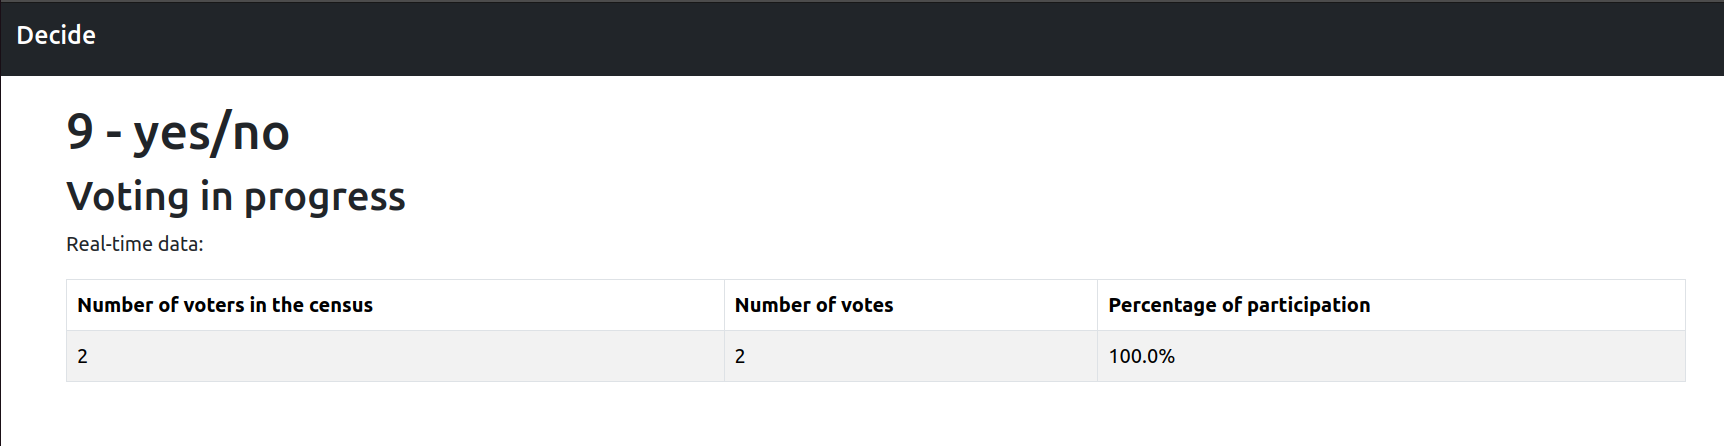 Decide
9 - yes/no
Voting in progress
Real-time data:
Number of voters in the census Number of votes Percentage of participation
2 2 100.0%